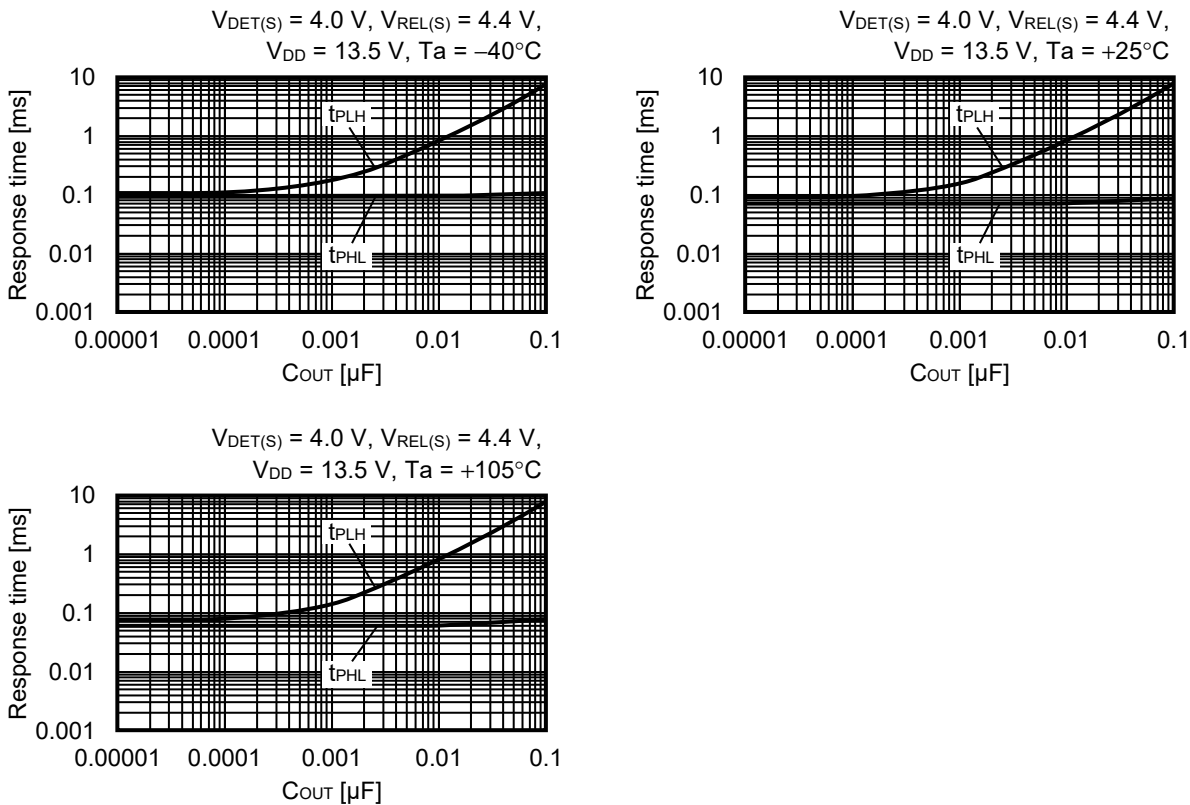 VDET(S) = 4.0 V, VREL(S) = 4.4 V,
VDD = 13.5 V, Ta = −40°C
Response time [ms]
10
1
0.1
0.01
0.001
tPLH
tPHL
0.00001 0.0001 0.001 0.01 0.1
COUT [µF]
VDET(S) = 4.0 V, VREL(S) = 4.4 V,
VDD = 13.5 V, Ta = +25°C
Response time [ms]
10
1
0.1
0.01
0.001
tPLH
tPHL
0.00001 0.0001 0.001 0.01 0.1
COUT [µF]
VDET(S) = 4.0 V, VREL(S) = 4.4 V,
VDD = 13.5 V, Ta = +105°C
Response time [ms]
10
1
0.1
0.01
0.001
tPLH
tPHL
0.00001 0.0001 0.001 0.01 0.1
COUT [µF]